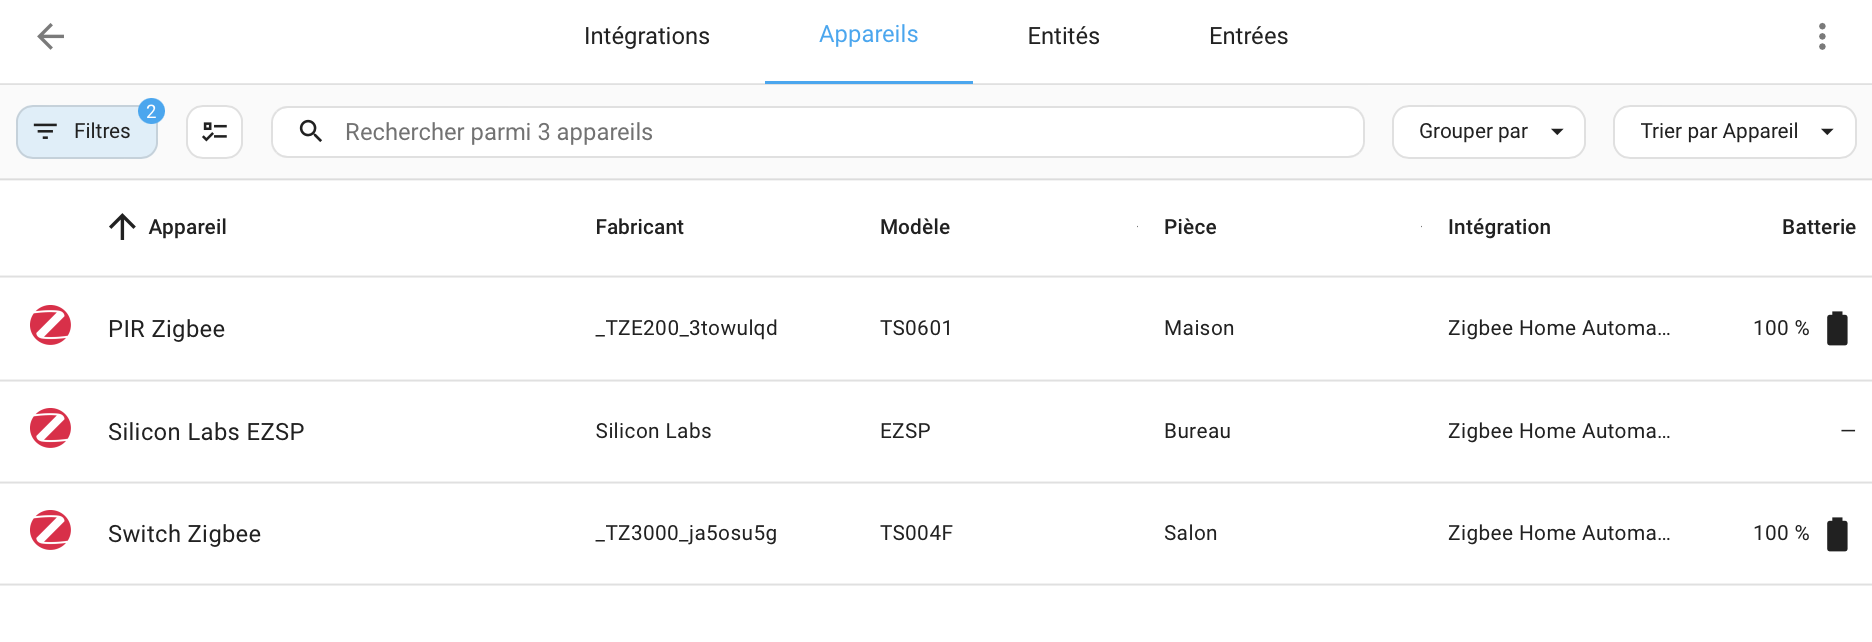 Intégrations Appareils Entités Entrées
Filtres 2 Rechercher parmi 3 appareils Grouper par Trier par Appareil
Appareil Fabricant Modèle Pièce Intégration Batterie
PIR Zigbee _TZE200_3towulqd TS0601 Maison Zigbee Home Automa... 100 %
Silicon Labs EZSP Silicon Labs EZSP Bureau Zigbee Home Automa... —
Switch Zigbee _TZ3000_ja5osu5g TS004F Salon Zigbee Home Automa... 100 %